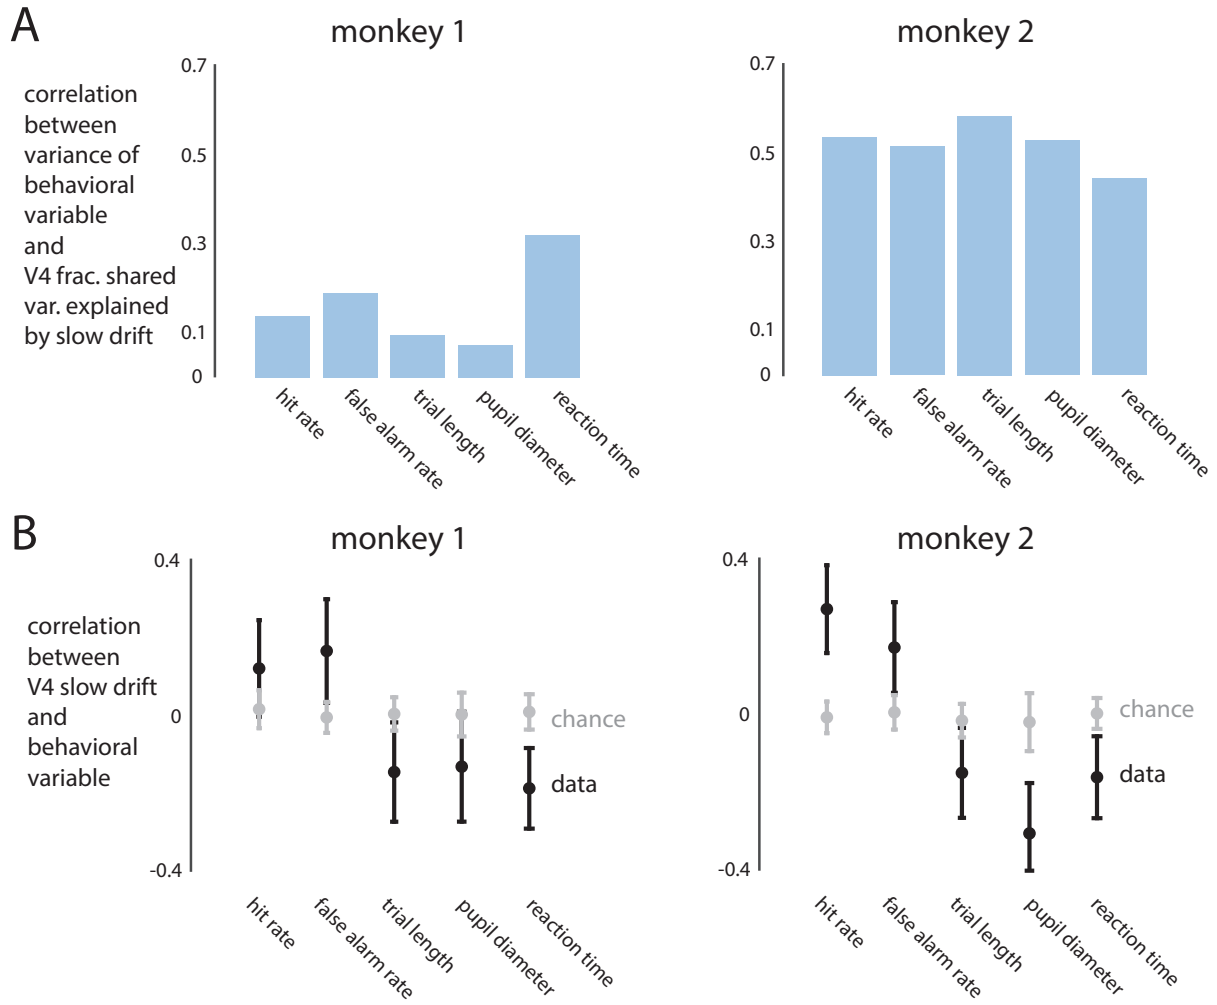 A
monkey 1
monkey 2
correlation
between
variance of
behavioral
variable
and
V4 frac. shared
var. explained
by slow drift
0.7
0.5
0.3
0.1
0
hit rate
false alarm rate
trial length
pupil diameter
reaction time
0.7
0.5
0.3
0.1
0
hit rate
false alarm rate
trial length
pupil diameter
reaction time
B
monkey 1
monkey 2
correlation
between
V4 slow drift
and
behavioral
variable
0.4
0
-0.4
chance
data
hit rate
false alarm rate
trial length
pupil diameter
reaction time
0.4
0
-0.4
chance
data
hit rate
false alarm rate
trial length
pupil diameter
reaction time